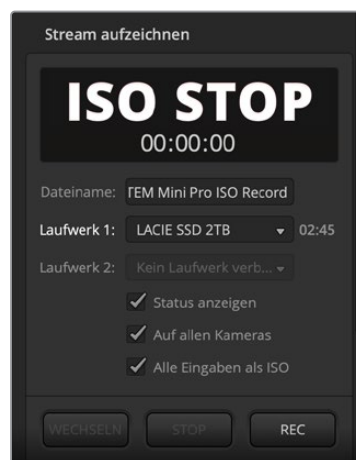 Stream aufzeichnen
ISO STOP
00:00:00
Dateiname: TEM Mini Pro ISO Record
Laufwerk 1: LACIE SSD 2TB 02:45
Laufwerk 2: Kein Laufwerk verb...
Status anzeigen
Auf allen Kameras
Alle Eingaben als ISO
WECHSELN STOP REC